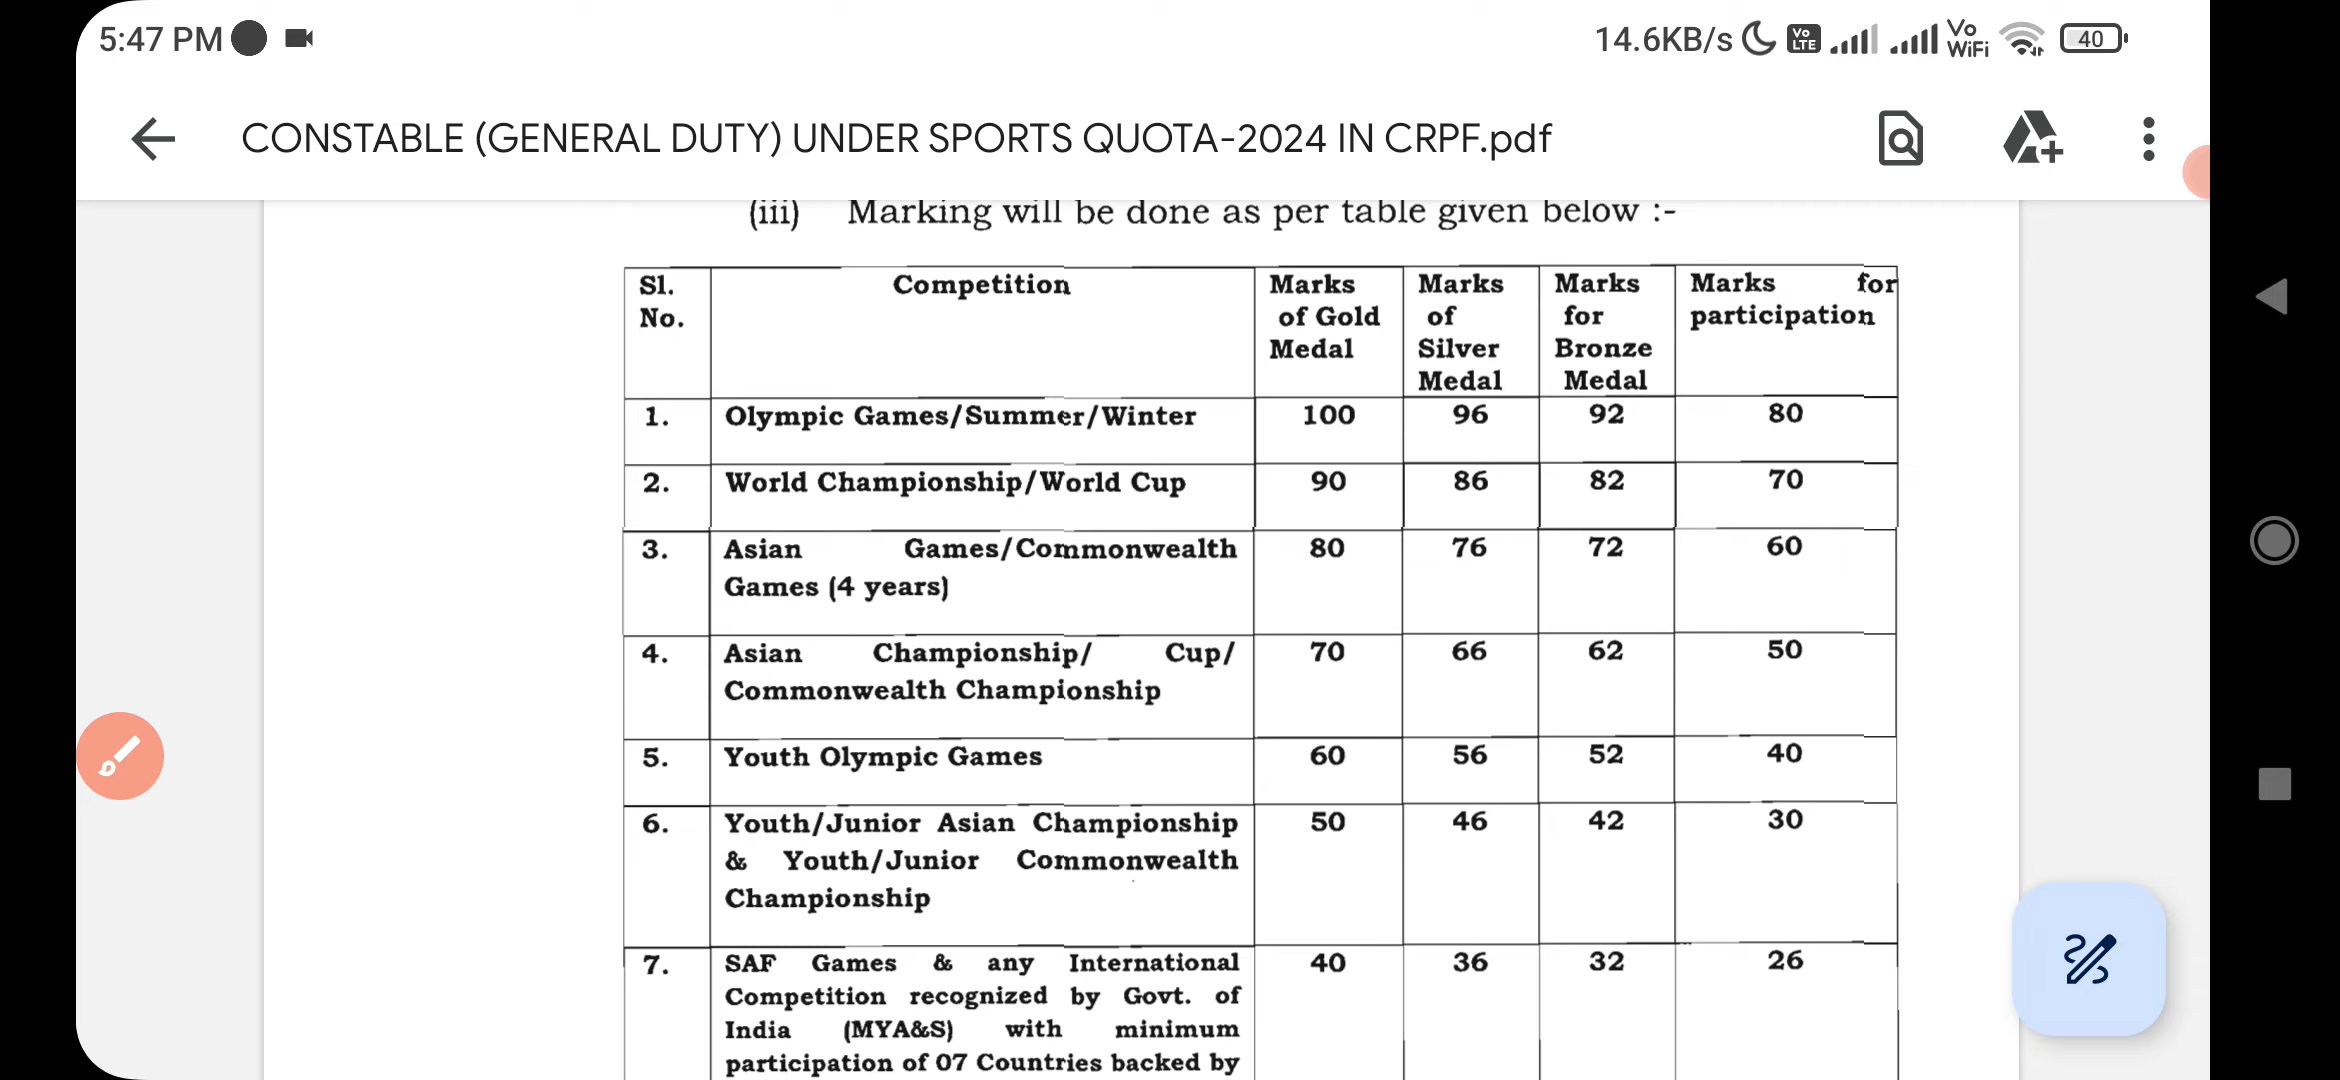 5:47 PM
14.6KB/s
Vo LTE
Vo WiFi
40
CONSTABLE (GENERAL DUTY) UNDER SPORTS QUOTA-2024 IN CRPF.pdf
(iii) Marking will be done as per table given below :-
Sl. No. Competition Marks of Gold Medal Marks of Silver Medal Marks for Bronze Medal Marks for participation
1. Olympic Games/Summer/Winter 100 96 92 80
2. World Championship/World Cup 90 86 82 70
3. Asian Games/Commonwealth 80 76 72 60
Games (4 years)
4. Asian Championship/ Cup/ 70 66 62 50
Commonwealth Championship
5. Youth Olympic Games 60 56 52 40
6. Youth/Junior Asian Championship 50 46 42 30
& Youth/Junior Commonwealth
Championship
7. SAF Games & any International 40 36 32 26
Competition recognized by Govt. of
India (MYA&S) with minimum
participation of 07 Countries backed by